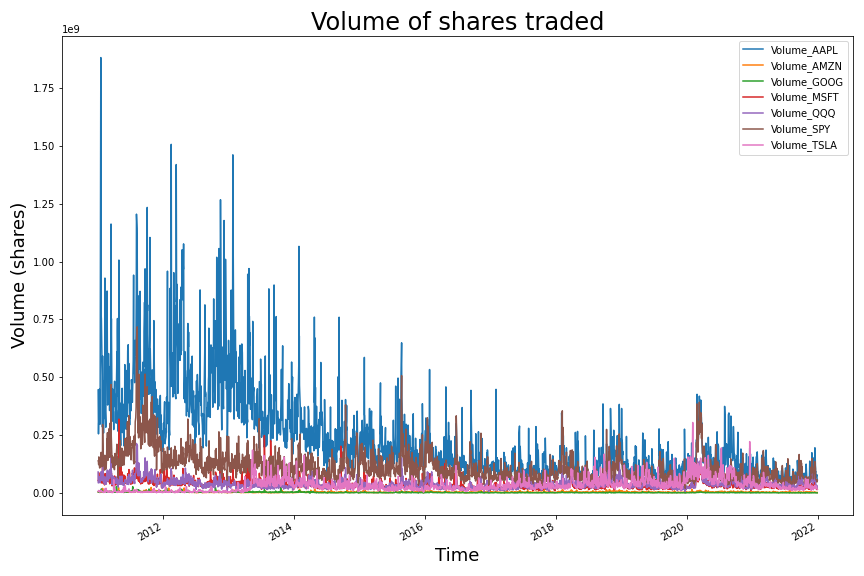 Volume of shares traded
1e9
1.75
1.50
1.25
1.00
0.75
0.50
0.25
0.00
Volume (shares)
Volume_AAPL
Volume_AMZN
Volume_GOOG
Volume_MSFT
Volume_QQQ
Volume_SPY
Volume_TSLA
2012
2014
2016
2018
2020
2022
Time